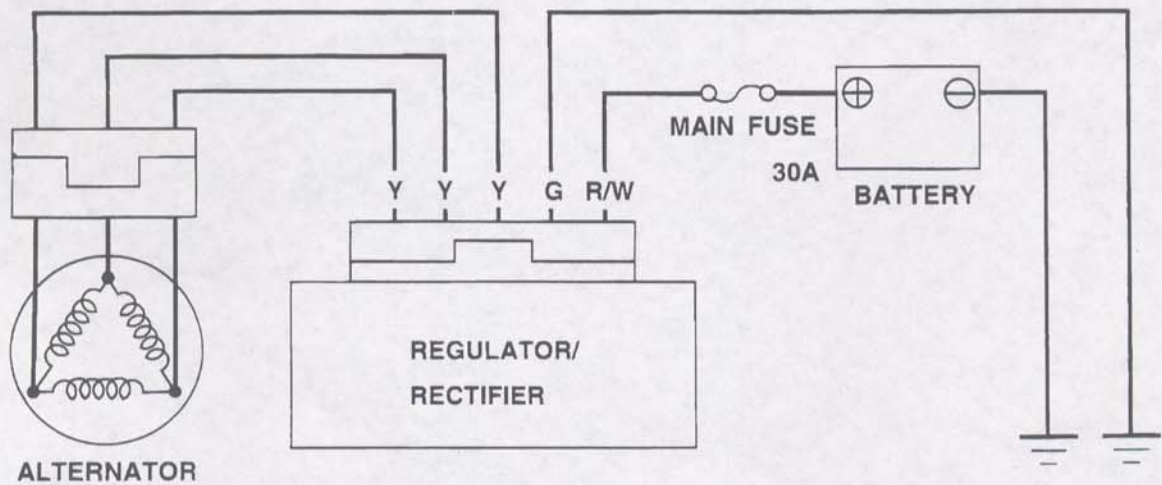 MAIN FUSE
30A
BATTERY
Y Y Y G R/W
REGULATOR/
RECTIFIER
ALTERNATOR